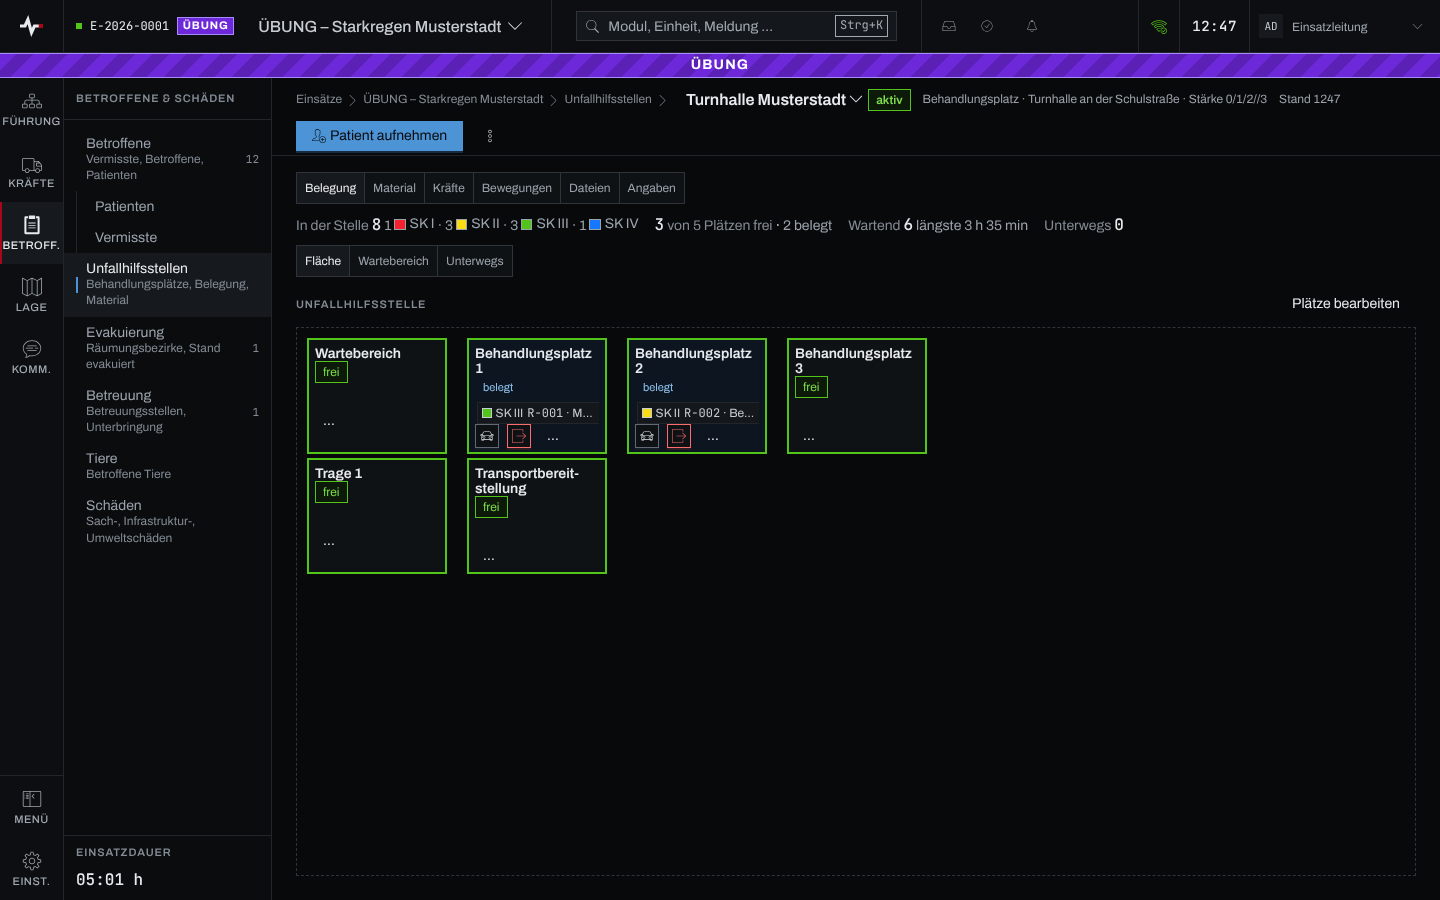 E-2026-0001 ÜBUNG ÜBUNG – Starkregen Musterstadt Modul, Einheit, Meldung ... Strg+K 12:47 AD Einsatzleitung
ÜBUNG
FÜHRUNG
KRÄFTE
BETROFF.
LAGE
KOMM.
MENÜ
EINST.
BETROFFENE & SCHÄDEN
Betroffene
Vermisste, Betroffene, 12
Patienten
Patienten
Vermisste
Unfallhilfsstellen
Behandlungsplätze, Belegung,
Material
Evakuierung
Räumungsbezirke, Stand 1
evakuiert
Betreuung
Betreuungsstellen, 1
Unterbringung
Tiere
Betroffene Tiere
Schäden
Sach-, Infrastruktur-,
Umweltschäden
EINSATZDAUER
05:01 h
Einsätze ÜBUNG – Starkregen Musterstadt Unfallhilfsstellen Turnhalle Musterstadt aktiv Behandlungsplatz · Turnhalle an der Schulstraße · Stärke 0/1/2//3 Stand 1247
Patient aufnehmen
Belegung Material Kräfte Bewegungen Dateien Angaben
In der Stelle 8 1 SK I · 3 SK II · 3 SK III · 1 SK IV 3 von 5 Plätzen frei · 2 belegt Wartend 6 längste 3 h 35 min Unterwegs 0
Fläche Wartebereich Unterwegs
UNFALLHILFSSTELLE Plätze bearbeiten
Wartebereich
frei
...
Behandlungsplatz
1
belegt
SK III R-001 · M...
...
Behandlungsplatz
2
belegt
SK II R-002 · Be...
...
Behandlungsplatz
3
frei
...
Trage 1
frei
...
Transportbereit-
stellung
frei
...